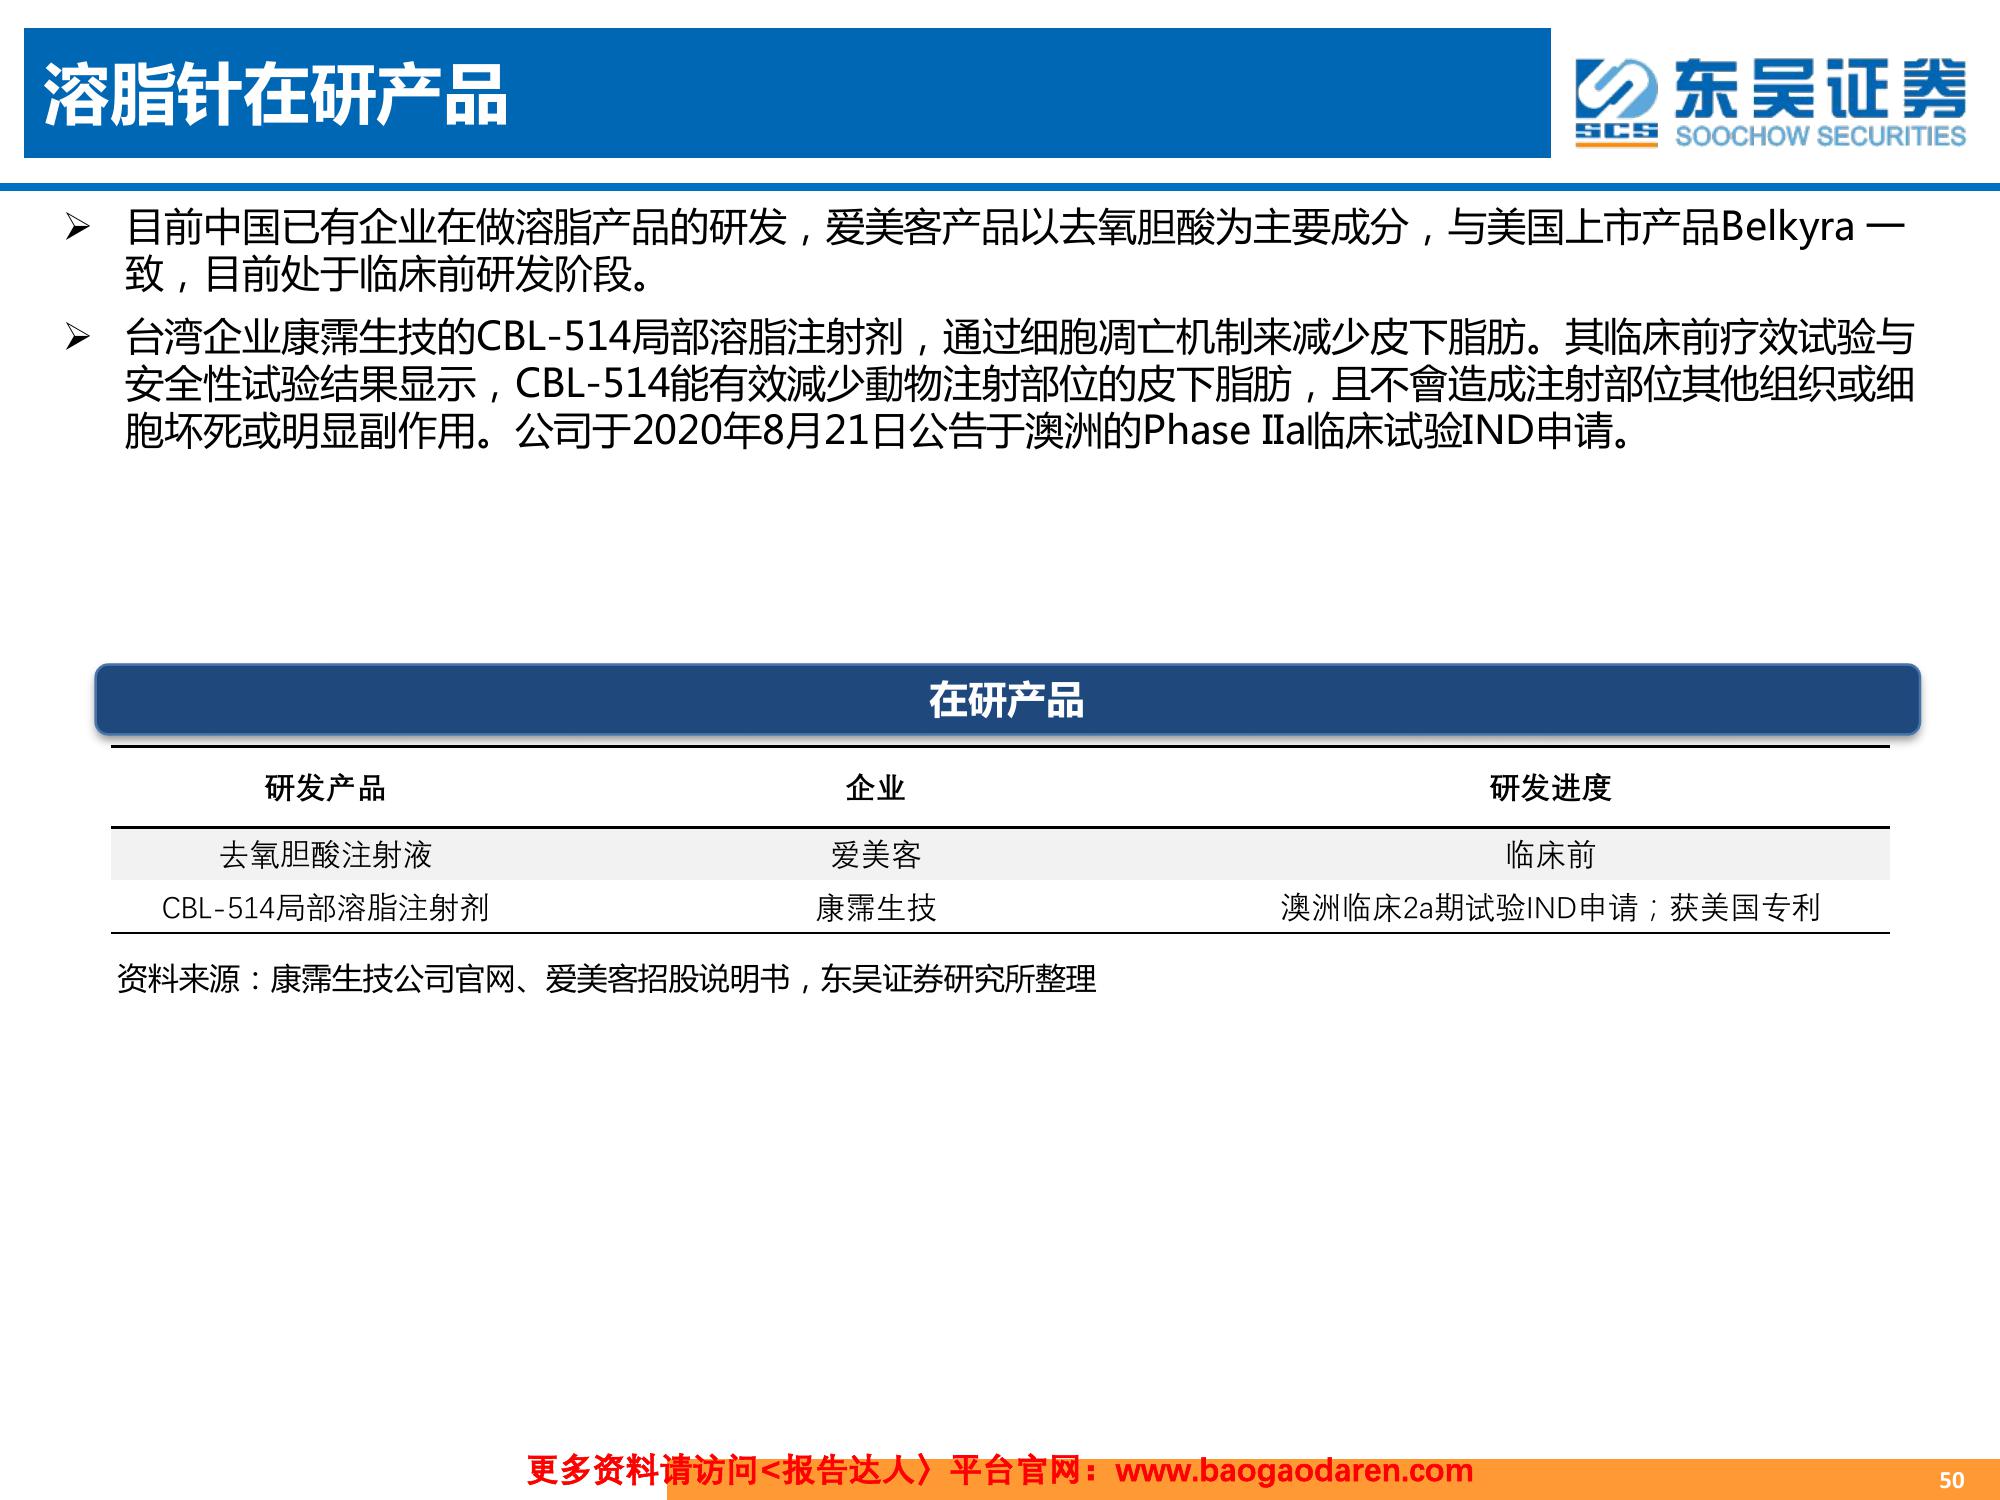 溶脂针在研产品
东吴证券
SCS
SOOCHOW SECURITIES
➢ 目前中国已有企业在做溶脂产品的研发，爱美客产品以去氧胆酸为主要成分，与美国上市产品Belkyra 一
致，目前处于临床前研发阶段。
➢ 台湾企业康霈生技的CBL-514局部溶脂注射剂，通过细胞凋亡机制来减少皮下脂肪。其临床前疗效试验与
安全性试验结果显示，CBL-514能有效減少動物注射部位的皮下脂肪，且不會造成注射部位其他组织或细
胞坏死或明显副作用。公司于2020年8月21日公告于澳洲的Phase IIa临床试验IND申请。
在研产品
研发产品 企业 研发进度
去氧胆酸注射液 爱美客 临床前
CBL-514局部溶脂注射剂 康霈生技 澳洲临床2a期试验IND申请；获美国专利
资料来源：康霈生技公司官网、爱美客招股说明书，东吴证券研究所整理
更多资料请访问<报告达人〉平台官网：www.baogaodaren.com
50